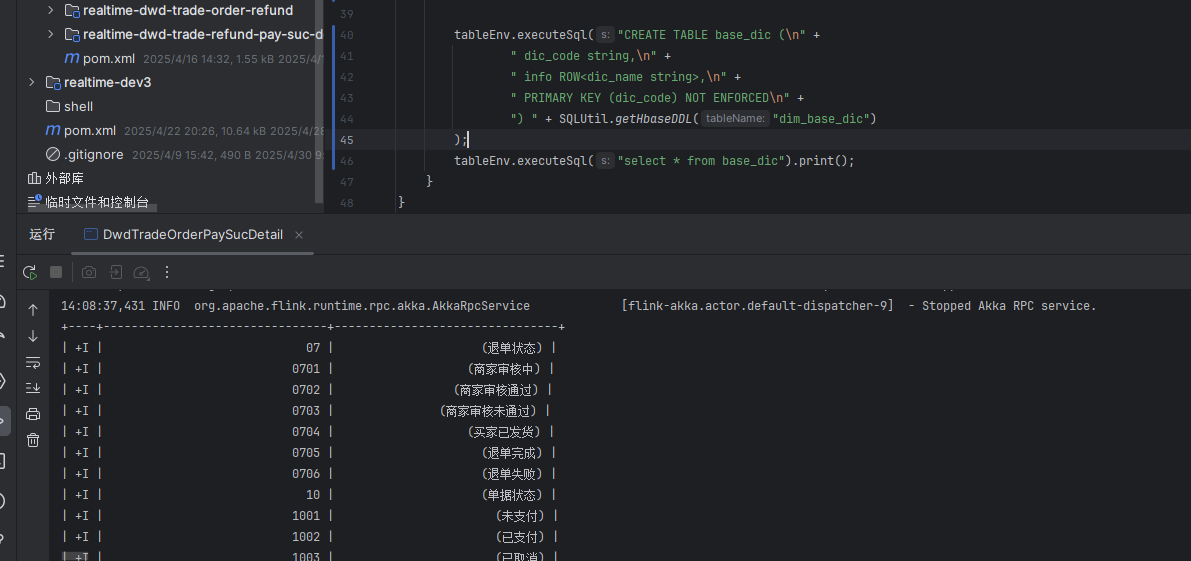 realtime-dwd-trade-order-refund
realtime-dwd-trade-refund-pay-suc-d
pom.xml 2025/4/16 14:32, 1.55 kB 2025/4/1
realtime-dev3
shell
pom.xml 2025/4/22 20:26, 10.64 kB 2025/4/28
.gitignore 2025/4/9 15:42, 490 B 2025/4/30 9:
外部库
临时文件和控制台
39
40 tableEnv.executeSql( s: "CREATE TABLE base_dic (\n" +
41 " dic_code string,\n" +
42 " info ROW<dic_name string>,\n" +
43 " PRIMARY KEY (dic_code) NOT ENFORCED\n" +
44 ") " + SQLUtil.getHbaseDDL( tableName: "dim_base_dic")
45 );
46 tableEnv.executeSql( s: "select * from base_dic").print();
47 }
48 }
运行 DwdTradeOrderPaySucDetail ×
14:08:37,431 INFO org.apache.flink.runtime.rpc.akka.AkkaRpcService [flink-akka.actor.default-dispatcher-9] - Stopped Akka RPC service.
+----+--------------------------------+--------------------------------+
| +I | 07 | (退单状态) |
| +I | 0701 | (商家审核中) |
| +I | 0702 | (商家审核通过) |
| +I | 0703 | (商家审核未通过) |
| +I | 0704 | (买家已发货) |
| +I | 0705 | (退单完成) |
| +I | 0706 | (退单失败) |
| +I | 10 | (单据状态) |
| +I | 1001 | (未支付) |
| +I | 1002 | (已支付) |
| +I | 1003 | (已取消) |